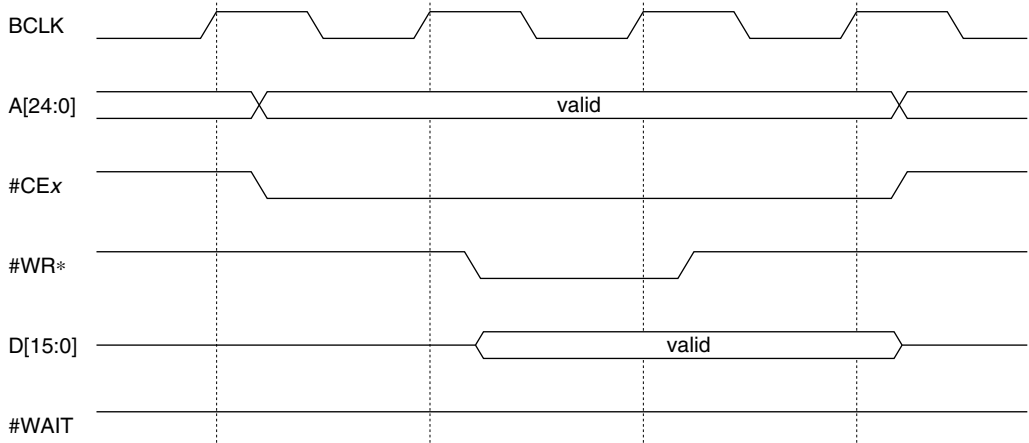 BCLK
A[24:0]
valid
#CEx
#WR*
D[15:0]
valid
#WAIT